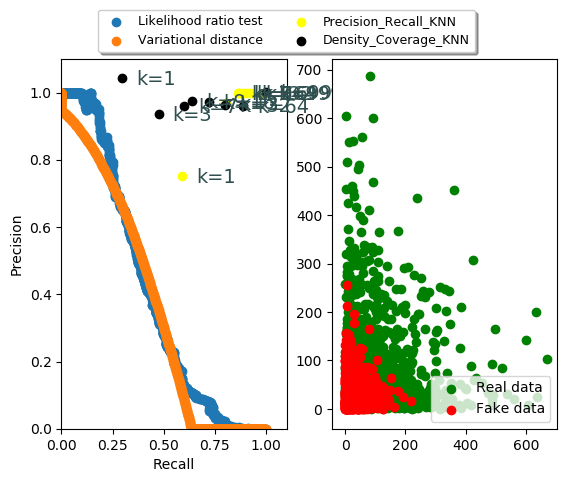 Likelihood ratio test
Variational distance
Precision_Recall_KNN
Density_Coverage_KNN
k=1
k=3
k=1
Precision
Recall
0.0
0.2
0.4
0.6
0.8
1.0
0.00
0.25
0.50
0.75
1.00
0
100
200
300
400
500
600
700
0
200
400
600
Real data
Fake data